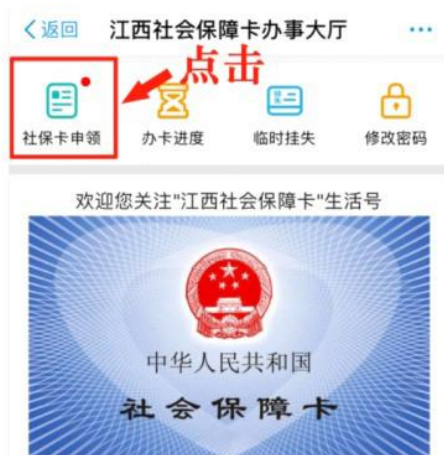 返回 江西社会保障卡办事大厅
点击
社保卡申领 办卡进度 临时挂失 修改密码
欢迎您关注"江西社会保障卡"生活号
中华人民共和国
社会保障卡